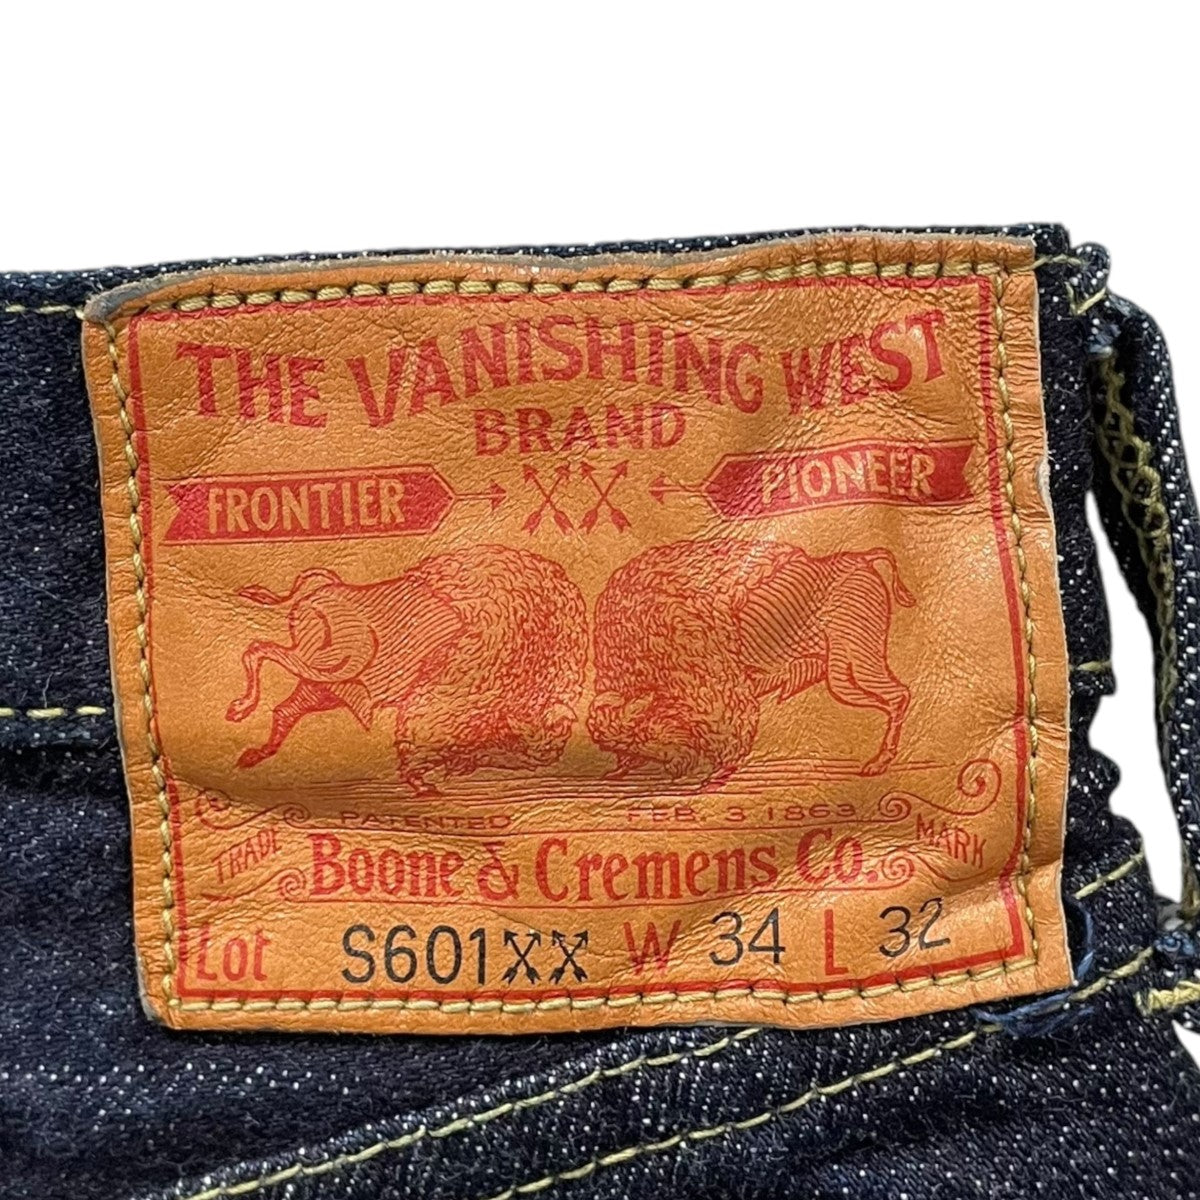 THE VANISHING WEST
BRAND
FRONTIER XX PIONEER
PATENTED FEB. 3 1863
TRADE MARK
Boone & Cremens Co.
Lot S601XX W 34 L 32